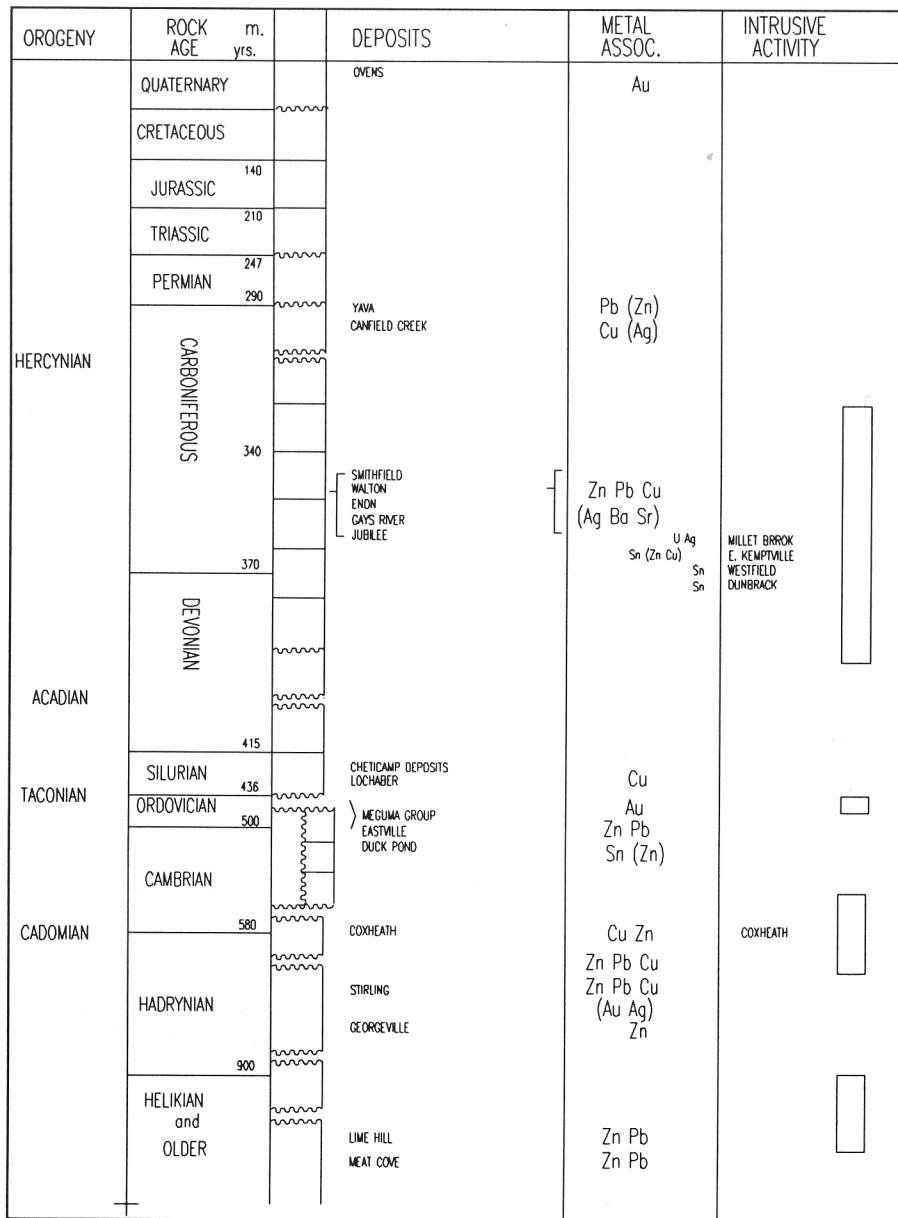 OROGENY ROCK AGE m. yrs. DEPOSITS METAL ASSOC. INTRUSIVE ACTIVITY
OVENS
QUATERNARY Au
CRETACEOUS
140
JURASSIC
210
TRIASSIC
247
PERMIAN
290
YAVA Pb (Zn)
CANFIELD CREEK Cu (Ag)
HERCYNIAN CARBONIFEROUS
340
SMITHFIELD
WALTON Zn Pb Cu
ENON
GAYS RIVER (Ag Ba Sr)
JUBILEE U Ag MILLET BRROK
Sn (Zn Cu) E. KEMPTVILLE
370 Sn WESTFIELD
Sn DUNBRACK
DEVONIAN
ACADIAN
415
CHETICAMP DEPOSITS
SILURIAN LOCHABER Cu
436
TACONIAN
ORDOVICIAN Au
MEGUMA GROUP
500 EASTVILLE Zn Pb
DUCK POND Sn (Zn)
CAMBRIAN
580
CADOMIAN COXHEATH Cu Zn COXHEATH
Zn Pb Cu
STIRLING Zn Pb Cu
HADRYNIAN (Au Ag)
GEORGEVILLE Zn
900
HELIKIAN
and
LIME HILL Zn Pb
OLDER
MEAT COVE Zn Pb